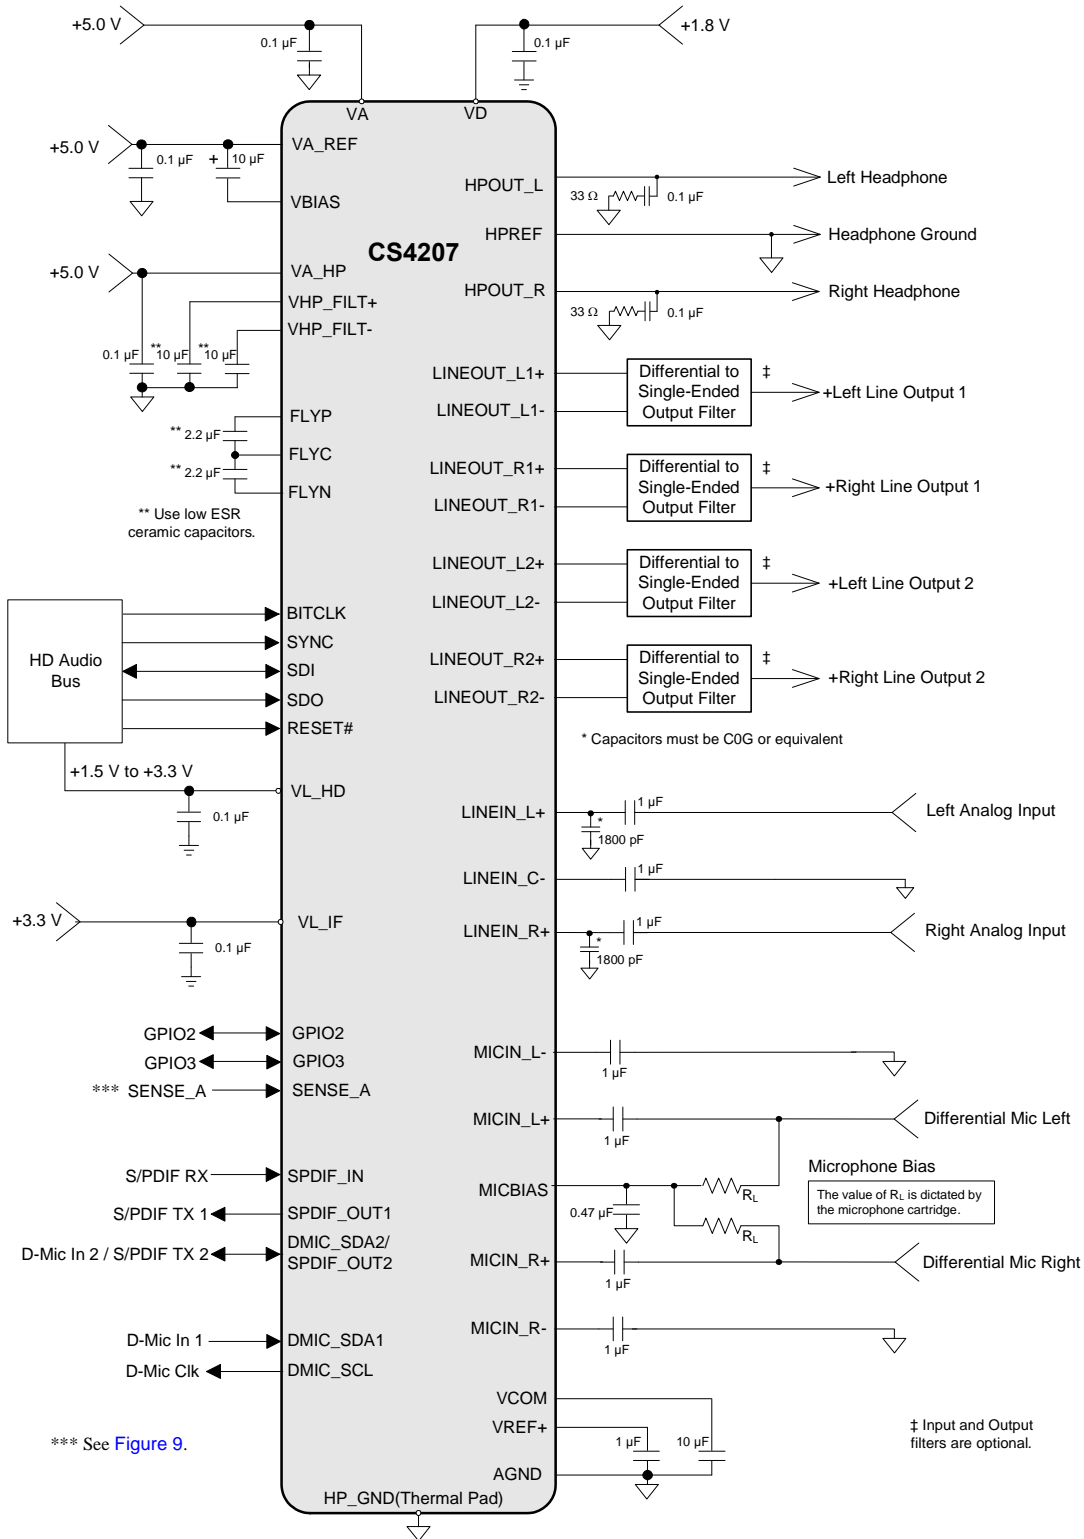 +5.0 V
0.1 µF
0.1 µF
+1.8 V
VA
VD
+5.0 V
0.1 µF
+
10 µF
VA_REF
VBIAS
CS4207
+5.0 V
VA_HP
VHP_FILT+
VHP_FILT-
0.1 µF
**
10 µF
**
10 µF
FLYP
** 2.2 µF
FLYC
** 2.2 µF
FLYN
** Use low ESR
ceramic capacitors.
HD Audio
Bus
BITCLK
SYNC
SDI
SDO
RESET#
+1.5 V to +3.3 V
VL_HD
0.1 µF
+3.3 V
VL_IF
0.1 µF
GPIO2
GPIO2
GPIO3
GPIO3
*** SENSE_A
SENSE_A
S/PDIF RX
SPDIF_IN
S/PDIF TX 1
SPDIF_OUT1
D-Mic In 2 / S/PDIF TX 2
DMIC_SDA2/
SPDIF_OUT2
D-Mic In 1
DMIC_SDA1
D-Mic Clk
DMIC_SCL
*** See Figure 9.
HP_GND(Thermal Pad)
HPOUT_L
33 Ω
0.1 µF
Left Headphone
HPREF
Headphone Ground
HPOUT_R
33 Ω
0.1 µF
Right Headphone
LINEOUT_L1+
LINEOUT_L1-
Differential to
Single-Ended
Output Filter
‡
+Left Line Output 1
LINEOUT_R1+
LINEOUT_R1-
Differential to
Single-Ended
Output Filter
‡
+Right Line Output 1
LINEOUT_L2+
LINEOUT_L2-
Differential to
Single-Ended
Output Filter
‡
+Left Line Output 2
LINEOUT_R2+
LINEOUT_R2-
Differential to
Single-Ended
Output Filter
‡
+Right Line Output 2
* Capacitors must be C0G or equivalent
LINEIN_L+
1 µF
*
1800 pF
Left Analog Input
LINEIN_C-
1 µF
LINEIN_R+
1 µF
*
1800 pF
Right Analog Input
MICIN_L-
1 µF
MICIN_L+
1 µF
Differential Mic Left
MICBIAS
0.47 µF
RL
RL
Microphone Bias
The value of RL is dictated by
the microphone cartridge.
MICIN_R+
1 µF
Differential Mic Right
MICIN_R-
1 µF
VCOM
VREF+
1 µF
10 µF
AGND
‡ Input and Output
filters are optional.